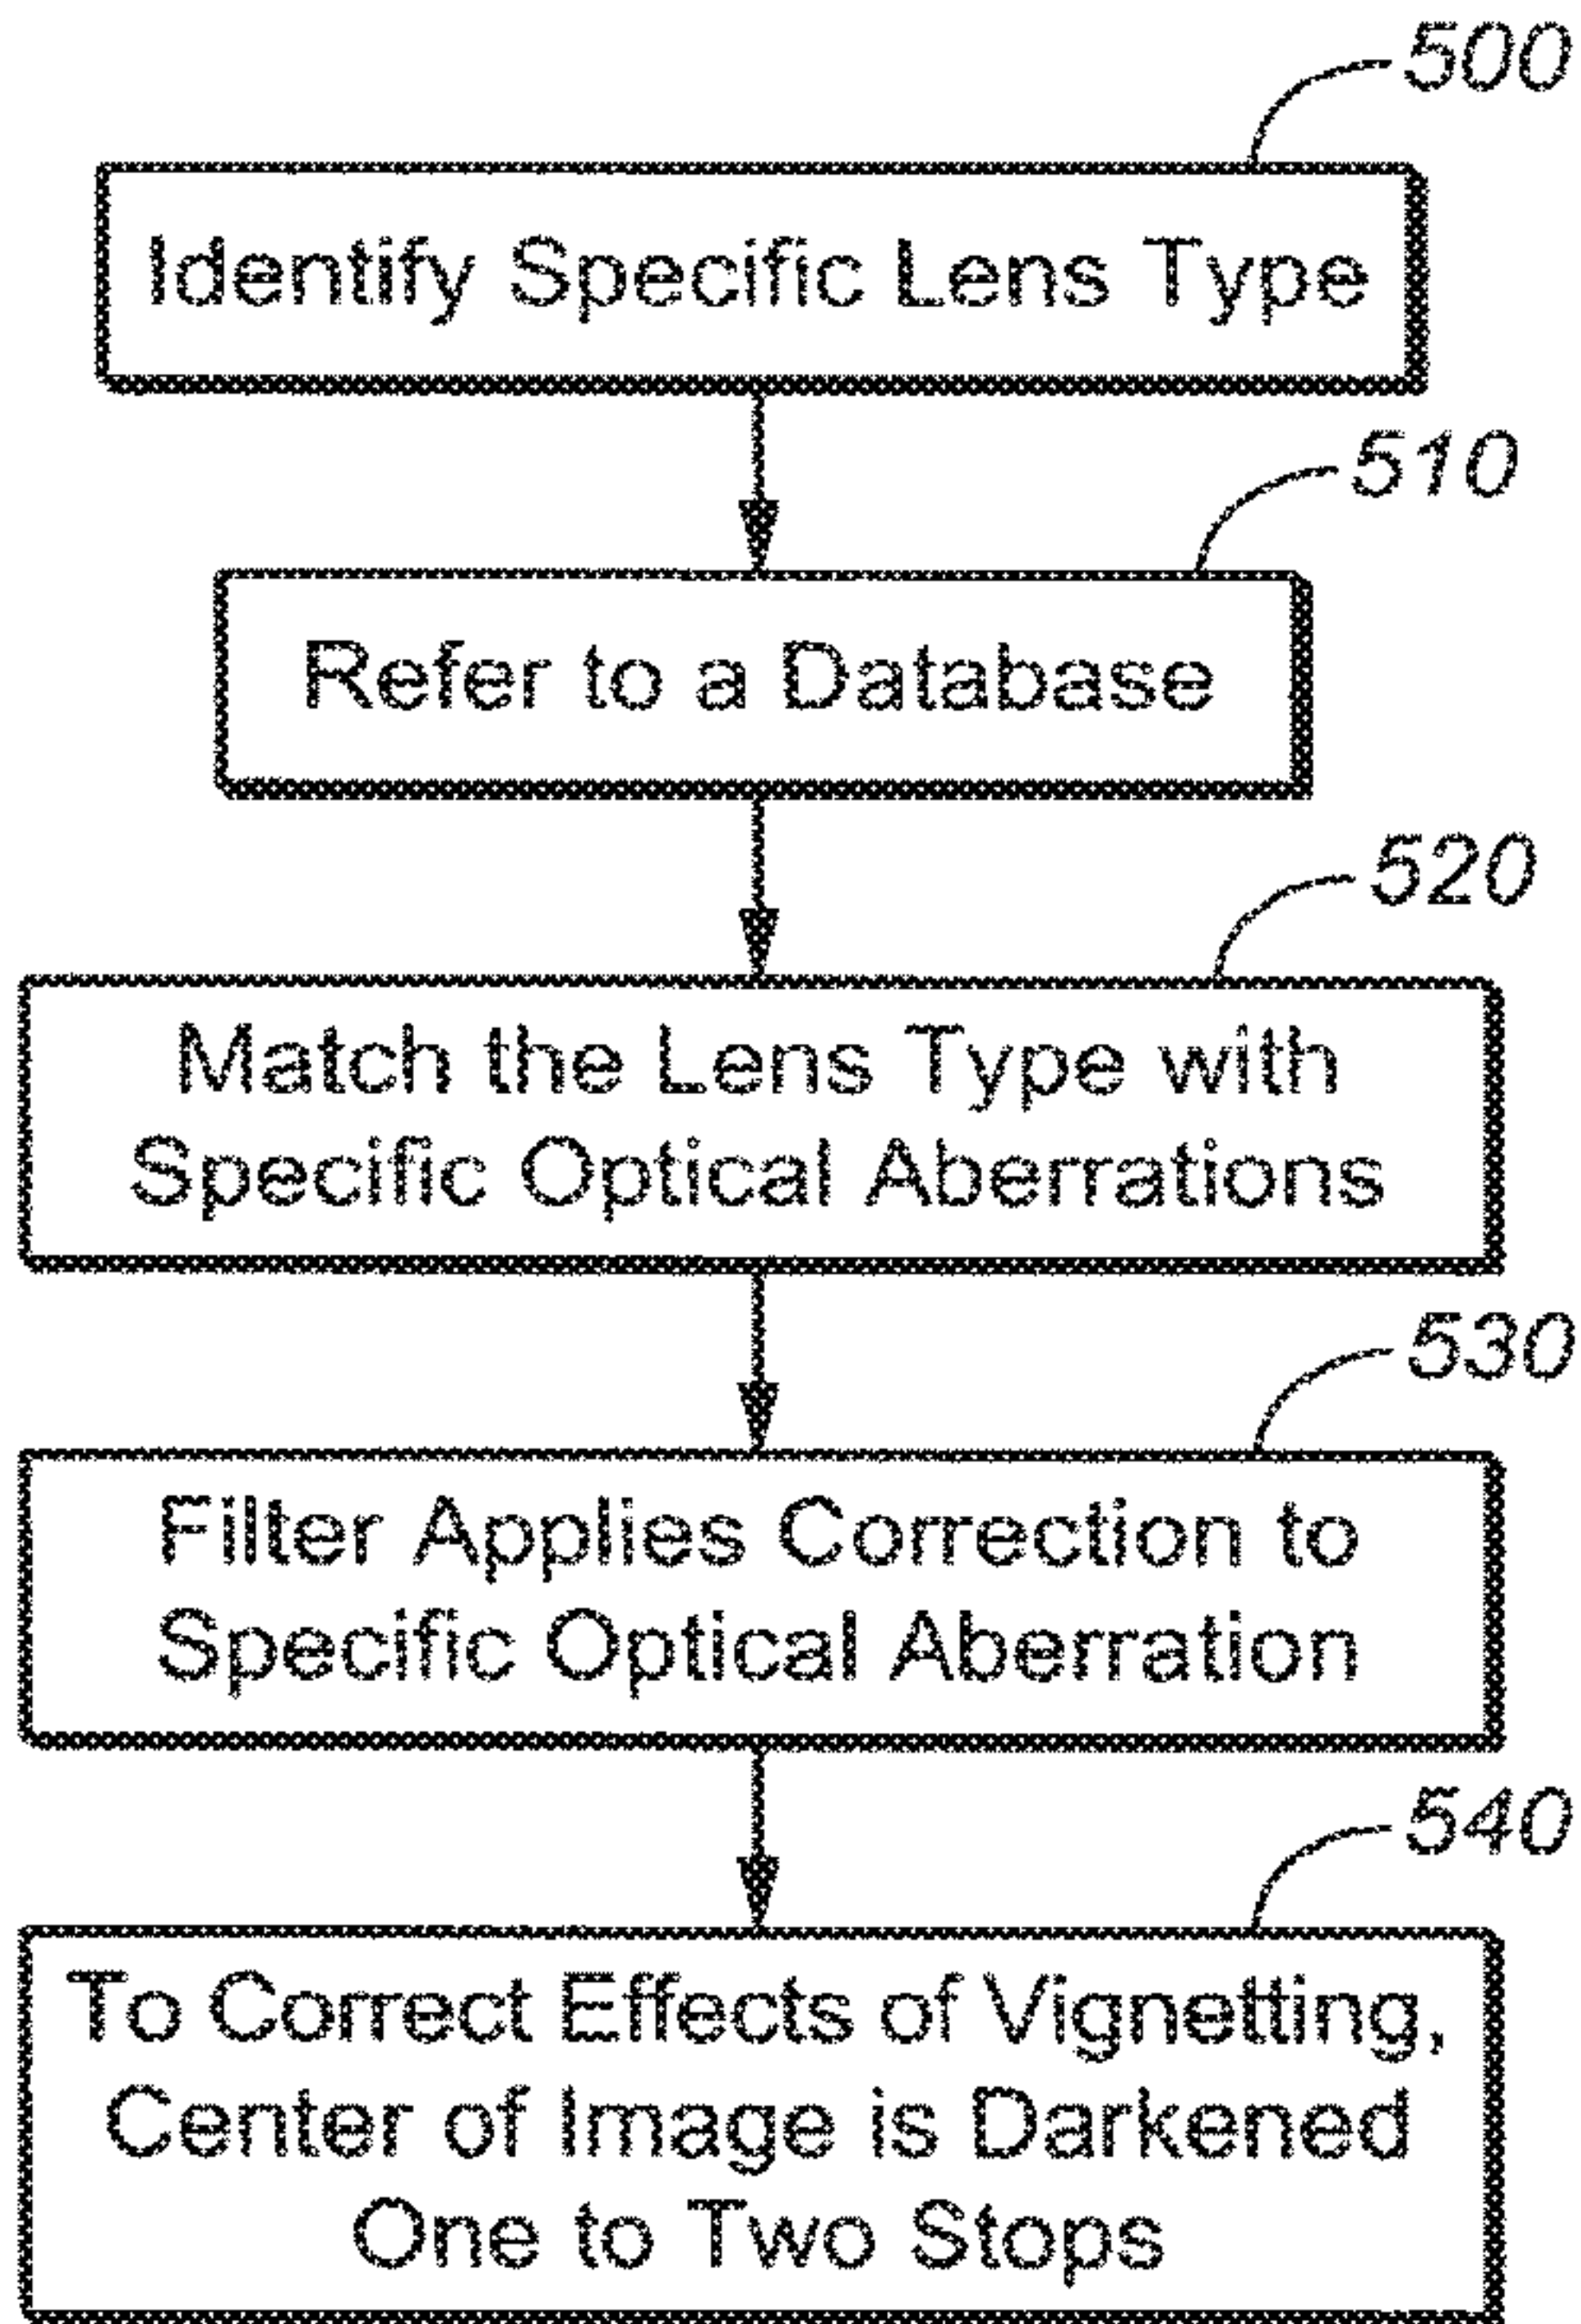 500
Identify Specific Lens Type
510
Refer to a Database
520
Match the Lens Type with
Specific Optical Aberrations
530
Filter Applies Correction to
Specific Optical Aberration
540
To Correct Effects of Vignetting,
Center of Image is Darkened
One to Two Stops